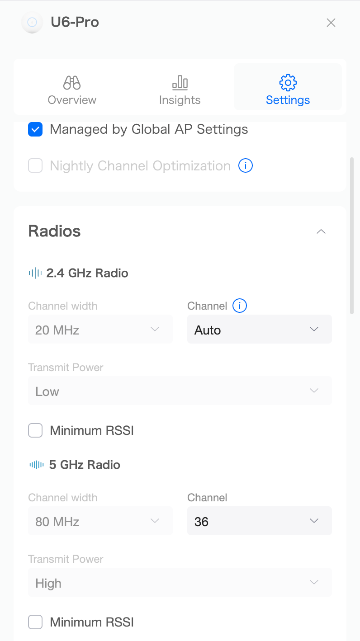 U6-Pro
Overview Insights Settings
Managed by Global AP Settings
Nightly Channel Optimization
Radios
2.4 GHz Radio
Channel width Channel
20 MHz Auto
Transmit Power
Low
Minimum RSSI
5 GHz Radio
Channel width Channel
80 MHz 36
Transmit Power
High
Minimum RSSI